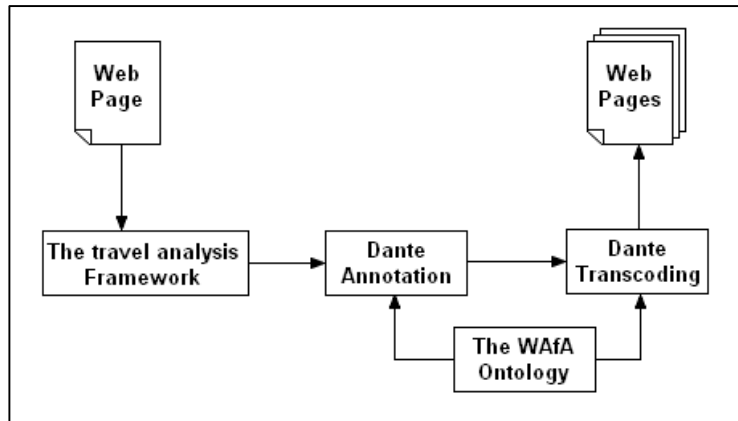 Web
Page
Web
Pages
The travel analysis
Framework
Dante
Annotation
Dante
Transcoding
The WAfA
Ontology